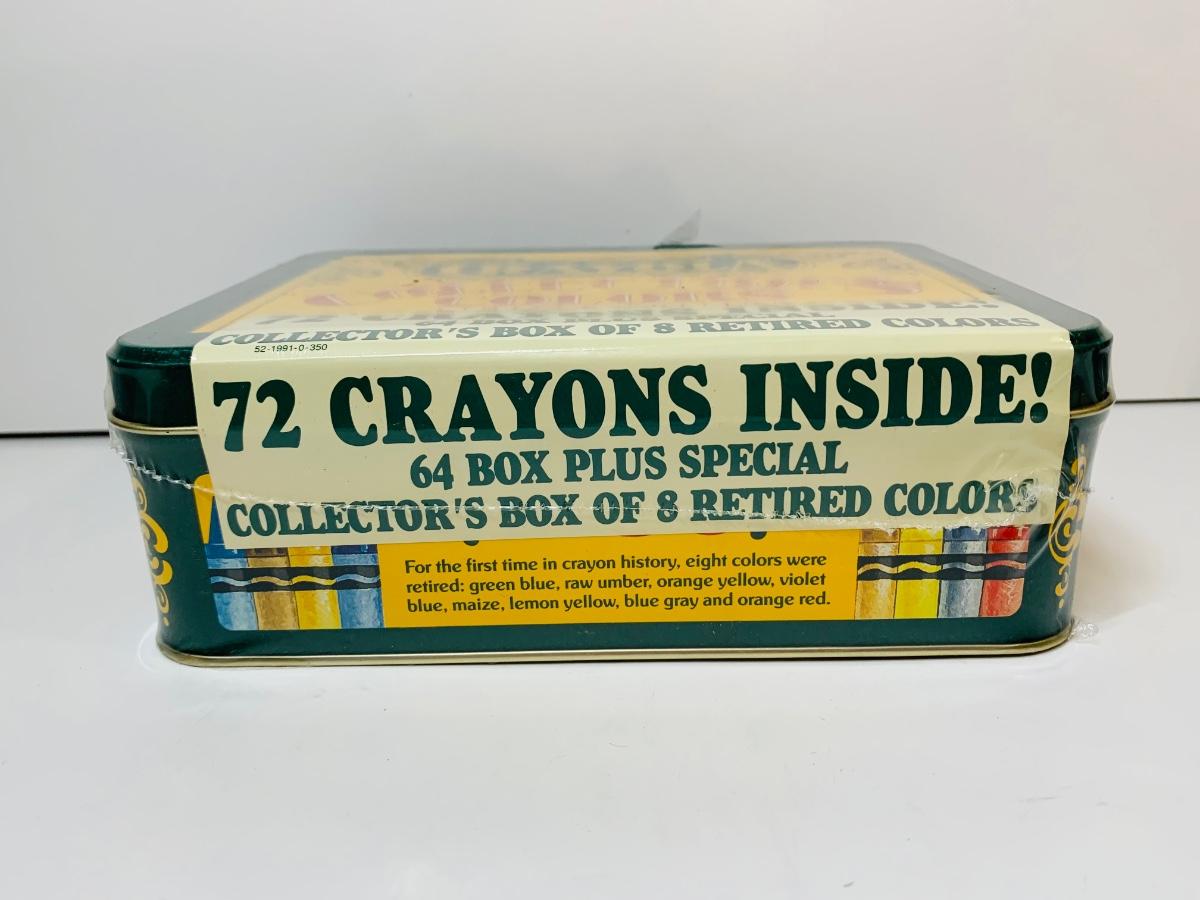 COLLECTOR'S BOX OF 8 RETIRED COLORS
52-1991-0-350
72 CRAYONS INSIDE!
64 BOX PLUS SPECIAL
COLLECTOR'S BOX OF 8 RETIRED COLORS
For the first time in crayon history, eight colors were
retired: green blue, raw umber, orange yellow, violet
blue, maize, lemon yellow, blue gray and orange red.